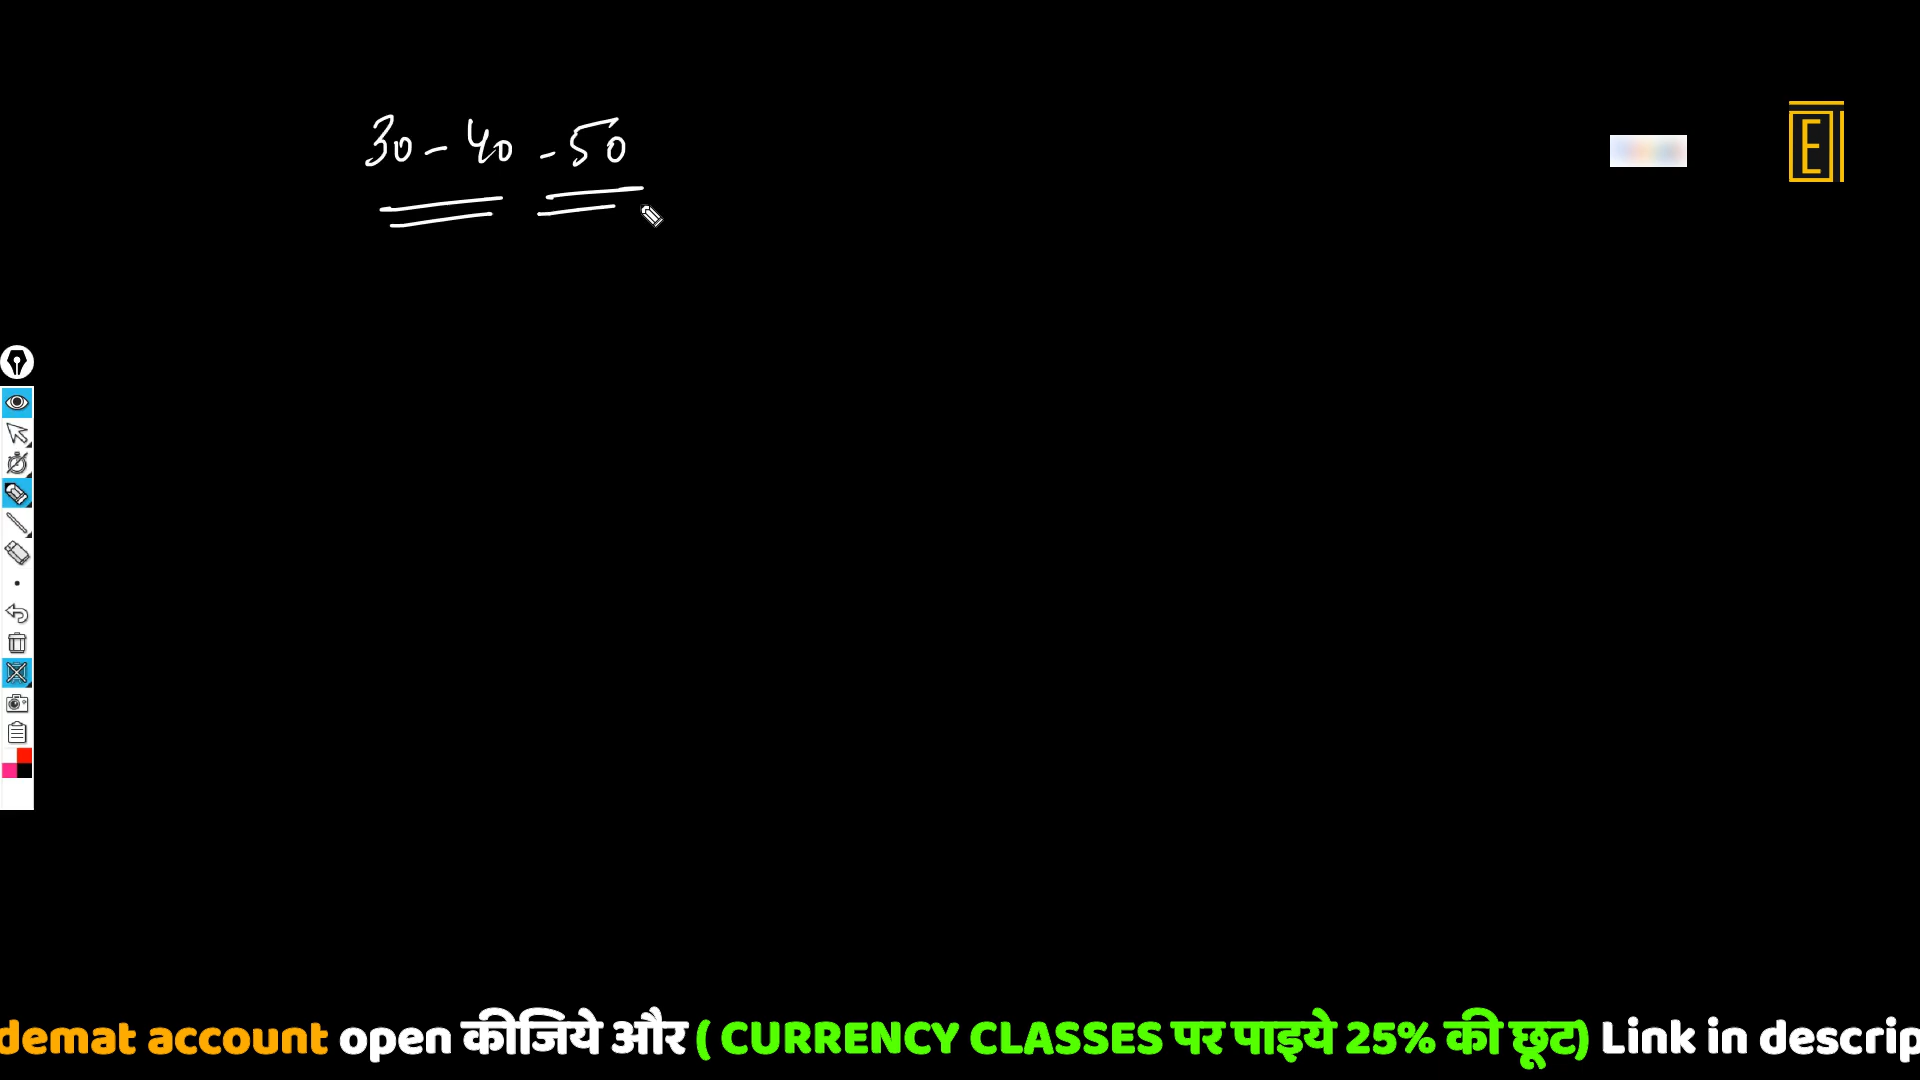 30 - 40 - 50
E
demat account open कीजिये और ( CURRENCY CLASSES पर पाइये 25% की छूट) Link in descrip